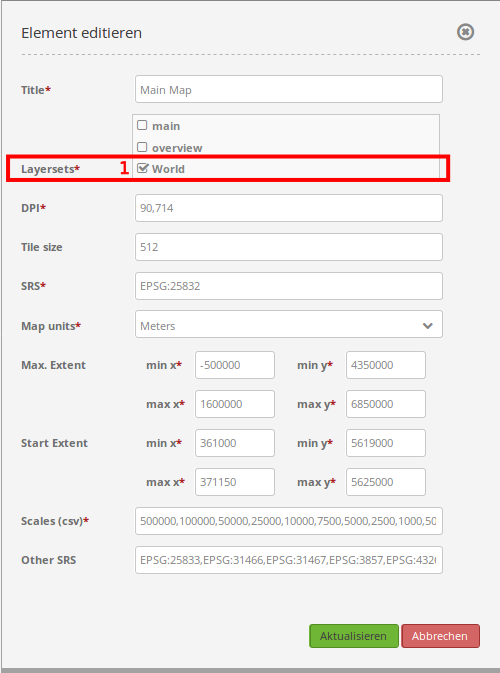 Element editieren
Title* Main Map
main
overview
Layersets* 1 World
DPI* 90,714
Tile size 512
SRS* EPSG:25832
Map units* Meters
Max. Extent min x* -500000 min y* 4350000
max x* 1600000 max y* 6850000
Start Extent min x* 361000 min y* 5619000
max x* 371150 max y* 5625000
Scales (csv)* 500000,100000,50000,25000,10000,7500,5000,2500,1000,50
Other SRS EPSG:25833,EPSG:31466,EPSG:31467,EPSG:3857,EPSG:432
Aktualisieren Abbrechen